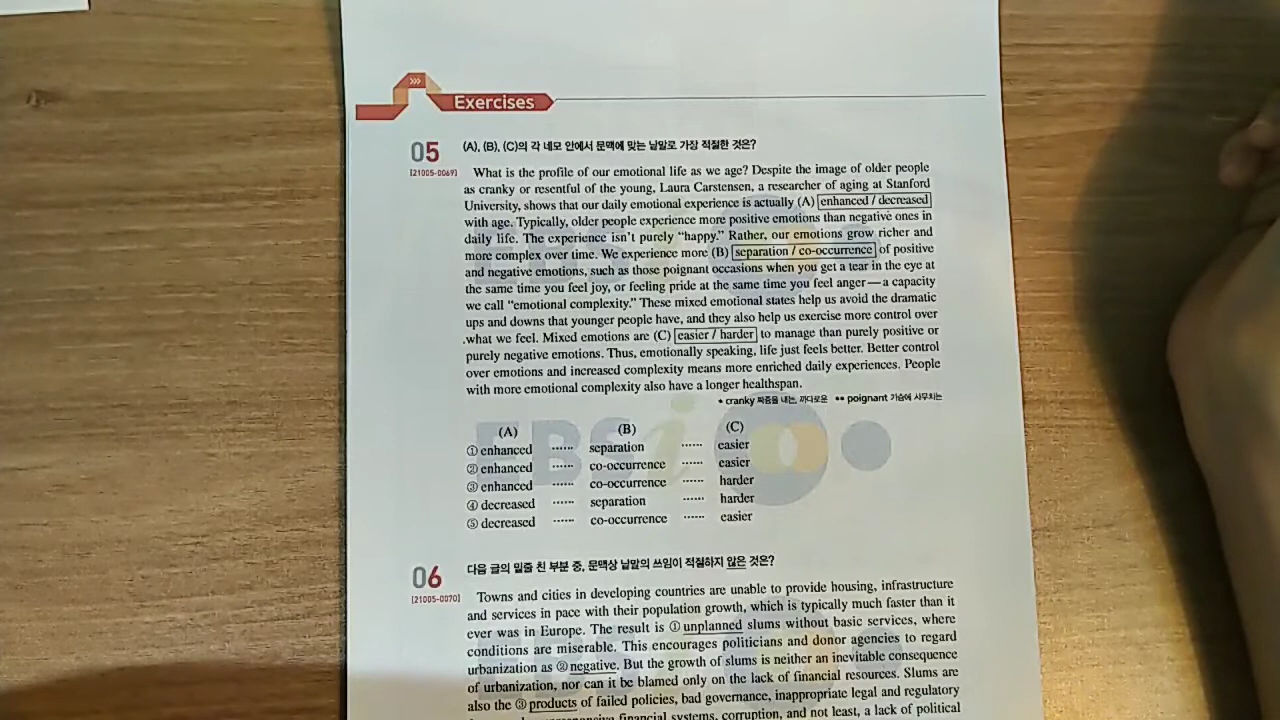 Exercises
05 (A), (B), (C)의 각 네모 안에서 문맥에 맞는 낱말로 가장 적절한 것은?
[21005-0069]
What is the profile of our emotional life as we age? Despite the image of older people
as cranky or resentful of the young, Laura Carstensen, a researcher of aging at Stanford
University, shows that our daily emotional experience is actually (A) enhanced / decreased
with age. Typically, older people experience more positive emotions than negative ones in
daily life. The experience isn't purely “happy.” Rather, our emotions grow richer and
more complex over time. We experience more (B) separation / co-occurrence of positive
and negative emotions, such as those poignant occasions when you get a tear in the eye at
the same time you feel joy, or feeling pride at the same time you feel anger—a capacity
we call “emotional complexity.” These mixed emotional states help us avoid the dramatic
ups and downs that younger people have, and they also help us exercise more control over
what we feel. Mixed emotions are (C) easier / harder to manage than purely positive or
purely negative emotions. Thus, emotionally speaking, life just feels better. Better control
over emotions and increased complexity means more enriched daily experiences. People
with more emotional complexity also have a longer healthspan.
* cranky 짜증을 내는, 까다로운 ** poignant 가슴에 사무치는
(A) (B) (C)
① enhanced ...... separation ...... easier
② enhanced ...... co-occurrence ...... easier
③ enhanced ...... co-occurrence ...... harder
④ decreased ...... separation ...... harder
⑤ decreased ...... co-occurrence ...... easier
EBSi
06 다음 글의 밑줄 친 부분 중, 문맥상 낱말의 쓰임이 적절하지 않은 것은?
[21005-0070]
Towns and cities in developing countries are unable to provide housing, infrastructure
and services in pace with their population growth, which is typically much faster than it
ever was in Europe. The result is ① unplanned slums without basic services, where
conditions are miserable. This encourages politicians and donor agencies to regard
urbanization as ② negative. But the growth of slums is neither an inevitable consequence
of urbanization, nor can it be blamed only on the lack of financial resources. Slums are
also the ③ products of failed policies, bad governance, inappropriate legal and regulatory
financial systems, corruption, and not least, a lack of political